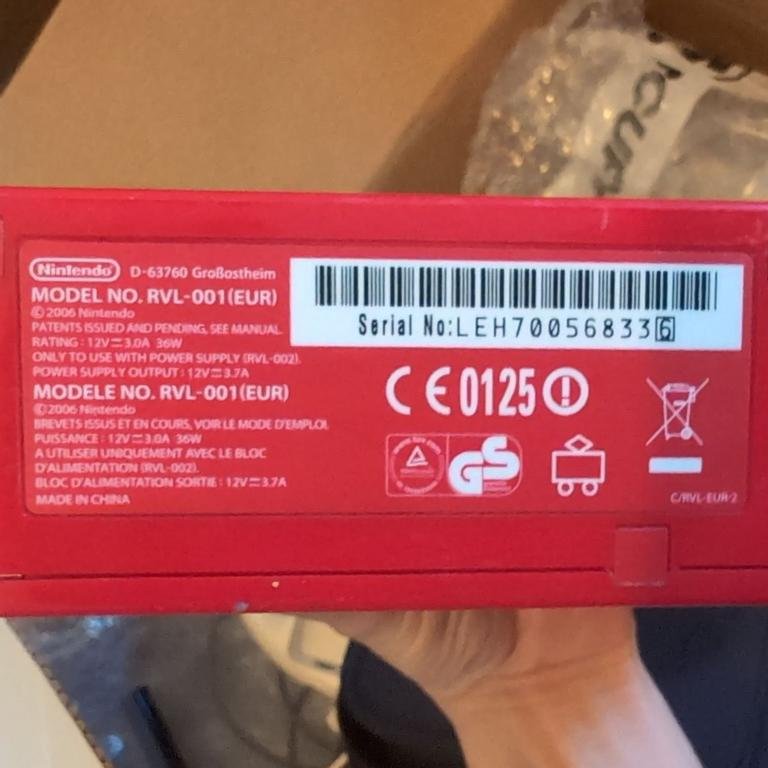 Nintendo D-63760 Großostheim
MODEL NO. RVL-001(EUR)
©2006 Nintendo
PATENTS ISSUED AND PENDING, SEE MANUAL.
RATING : 12V⎓3.0A 36W
ONLY TO USE WITH POWER SUPPLY (RVL-002).
POWER SUPPLY OUTPUT : 12V⎓3.7A
MODELE NO. RVL-001(EUR)
©2006 Nintendo
BREVETS ISSUS ET EN COURS, VOIR LE MODE D'EMPLOI.
PUISSANCE : 12V⎓3.0A 36W
A UTILISER UNIQUEMENT AVEC LE BLOC
D'ALIMENTATION (RVL-002).
BLOC D'ALIMENTATION SORTIE : 12V⎓3.7A
MADE IN CHINA
Serial No:LEH700568336
CE0125
GS
C/RVL-EUR-2